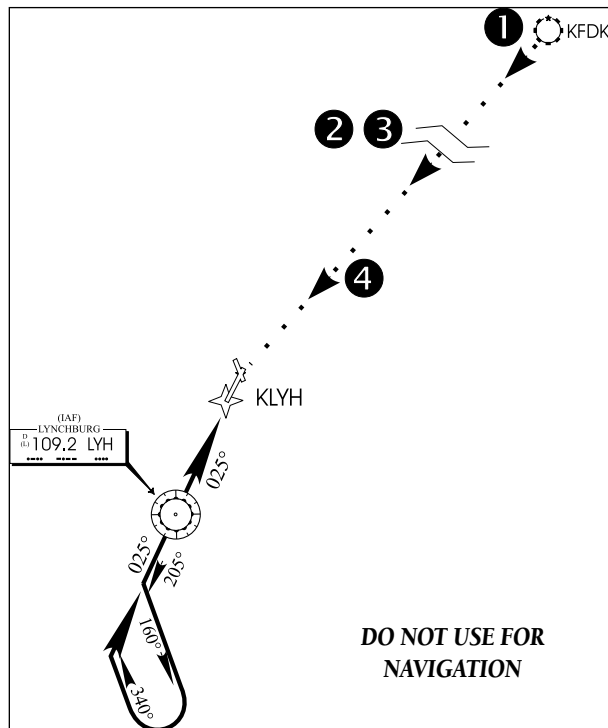 1 KFDK
2 3
4
KLYH
(IAF)
LYNCHBURG
D
(L) 109.2 LYH
025°
025°
205°
160°
340°
DO NOT USE FOR
NAVIGATION